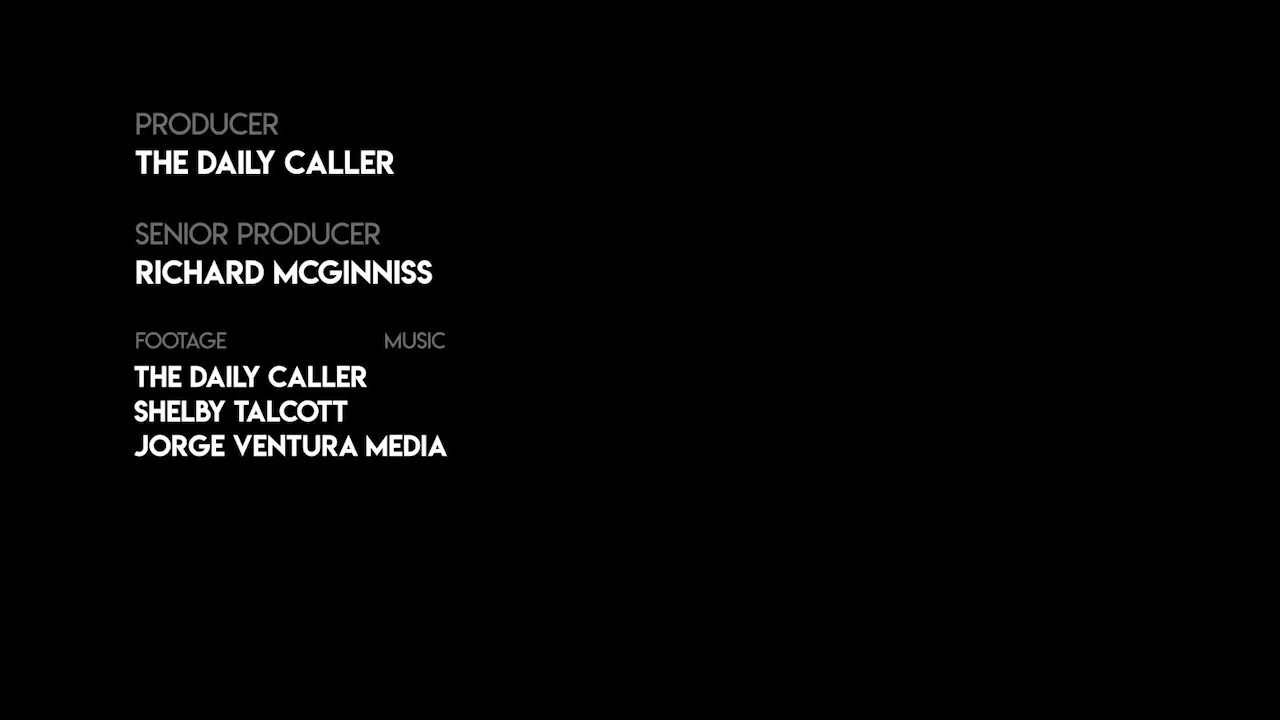 PRODUCER
THE DAILY CALLER
SENIOR PRODUCER
RICHARD MCGINNISS
FOOTAGE MUSIC
THE DAILY CALLER
SHELBY TALCOTT
JORGE VENTURA MEDIA